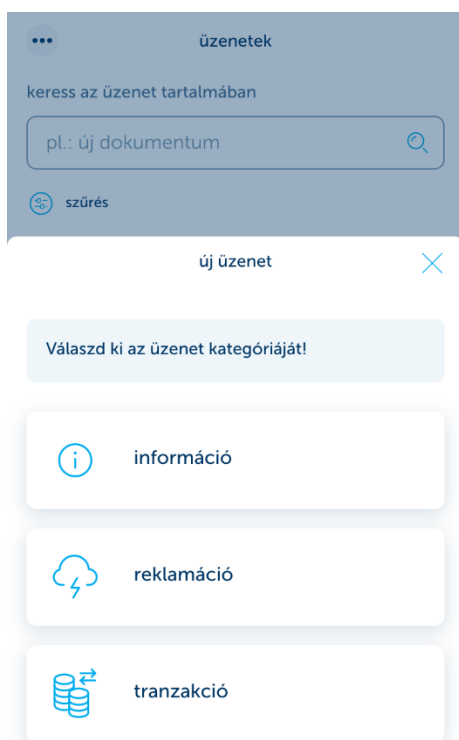 üzenetek
keress az üzenet tartalmában
pl.: új dokumentum
szűrés
új üzenet
Válaszd ki az üzenet kategóriáját!
információ
reklamáció
tranzakció